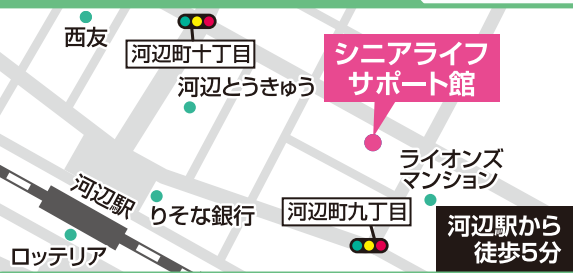 西友
河辺町十丁目
河辺とうきゅう
シニアライフ
サポート館
ライオンズ
マンション
河辺駅
りそな銀行
河辺町九丁目
ロッテリア
河辺駅から
徒歩5分